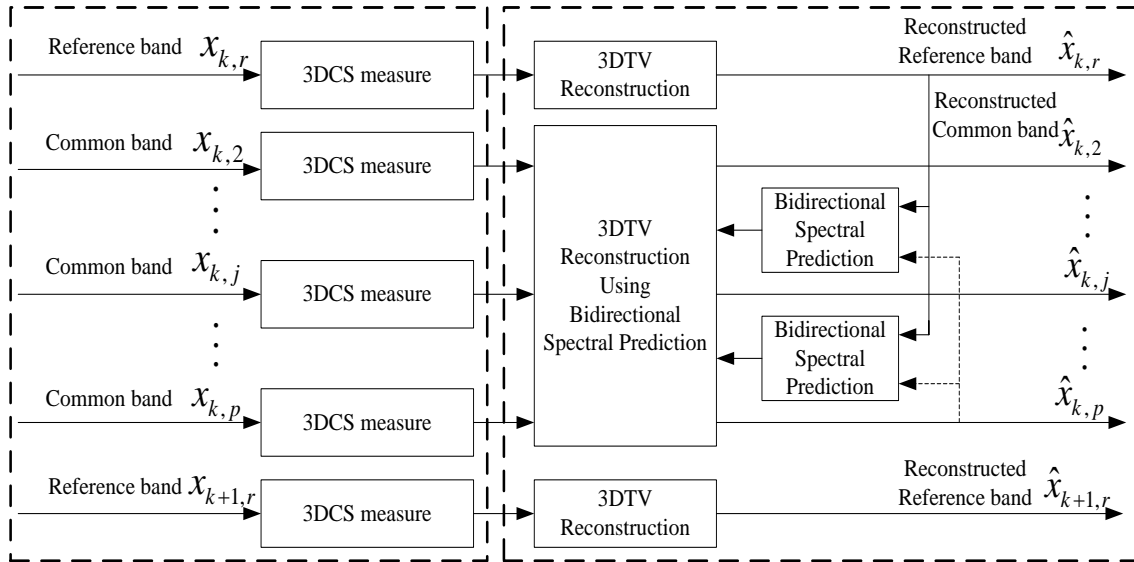 Reference band x_{k,r}
3DCS measure
3DTV
Reconstruction
Reconstructed
Reference band
x̂_{k,r}
Common band x_{k,2}
3DCS measure
Reconstructed
Common band
x̂_{k,2}
Bidirectional
Spectral
Prediction
3DTV
Reconstruction
Using
Bidirectional
Spectral Prediction
Common band x_{k,j}
3DCS measure
x̂_{k,j}
Bidirectional
Spectral
Prediction
Common band x_{k,p}
3DCS measure
x̂_{k,p}
Reference band x_{k+1,r}
3DCS measure
3DTV
Reconstruction
Reconstructed
Reference band
x̂_{k+1,r}